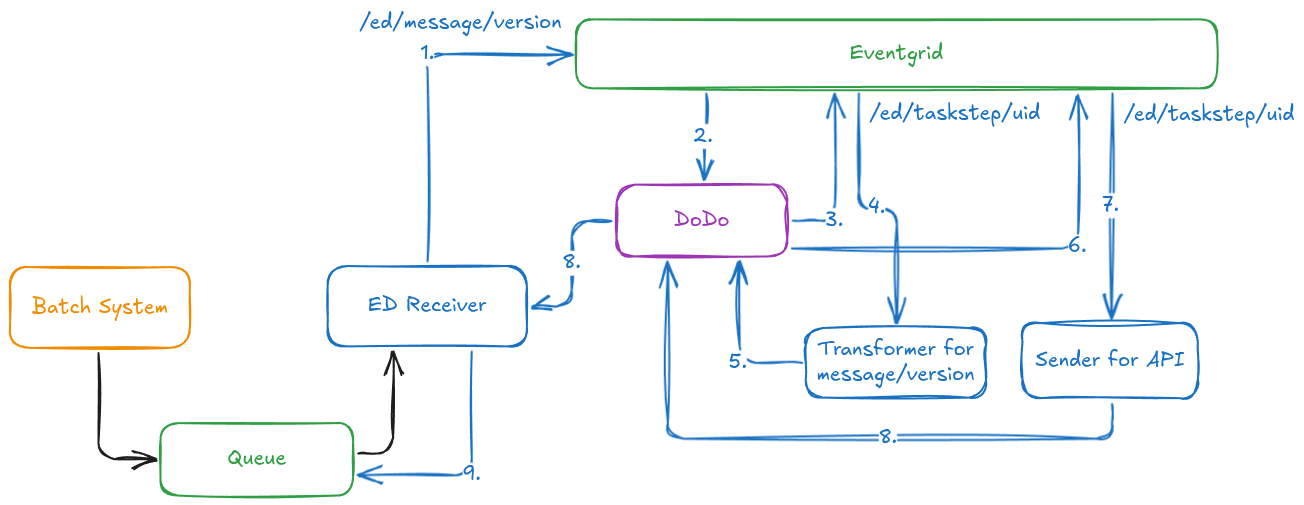 /ed/message/version
1.
Eventgrid
/ed/taskstep/uid
/ed/taskstep/uid
2.
DoDo
3.
4.
7.
6.
8.
Batch System
ED Receiver
Transformer for
message/version
Sender for API
5.
8.
Queue
9.